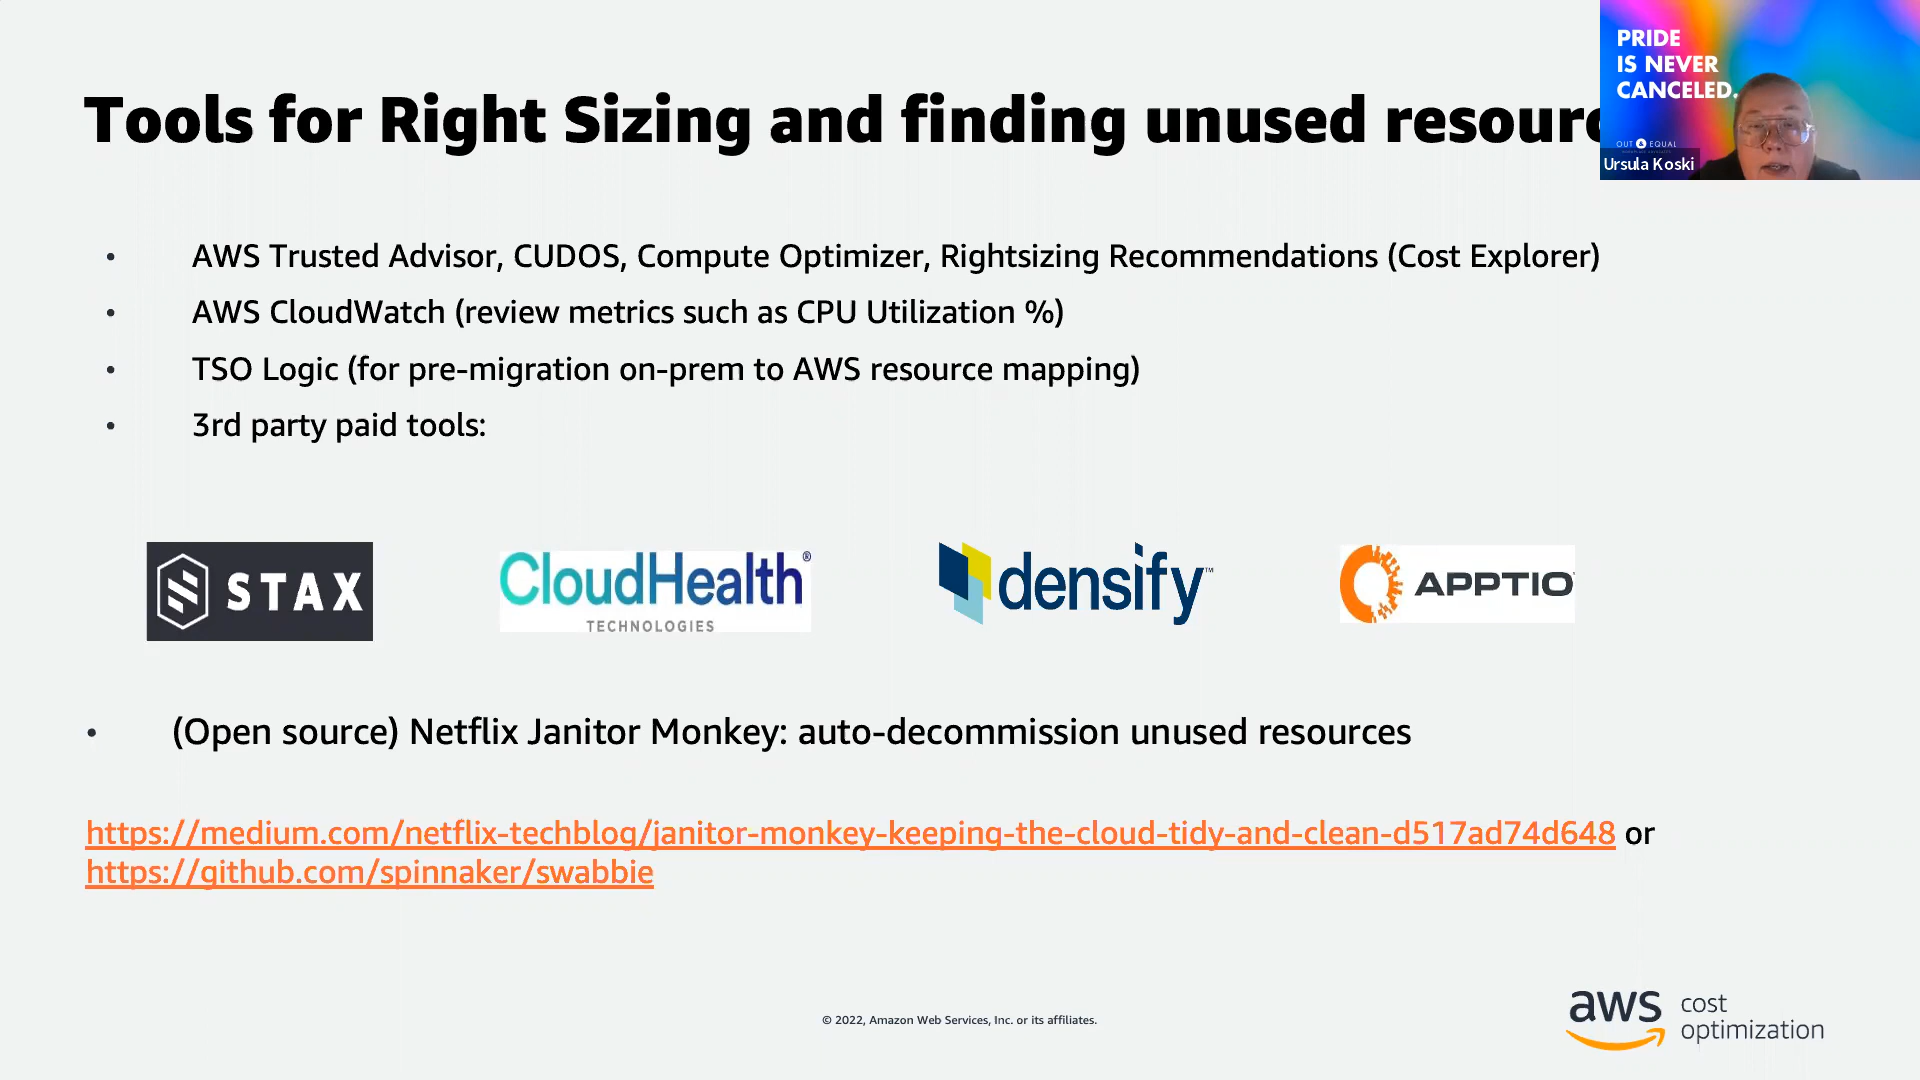 Tools for Right Sizing and finding unused resourc
PRIDE
IS NEVER
CANCELED.
OUT & EQUAL
Ursula Koski
• AWS Trusted Advisor, CUDOS, Compute Optimizer, Rightsizing Recommendations (Cost Explorer)
• AWS CloudWatch (review metrics such as CPU Utilization %)
• TSO Logic (for pre-migration on-prem to AWS resource mapping)
• 3rd party paid tools:
STAX
CloudHealth®
TECHNOLOGIES
densify™
APPTIO
• (Open source) Netflix Janitor Monkey: auto-decommission unused resources
https://medium.com/netflix-techblog/janitor-monkey-keeping-the-cloud-tidy-and-clean-d517ad74d648 or
https://github.com/spinnaker/swabbie
© 2022, Amazon Web Services, Inc. or its affiliates.
aws cost
optimization